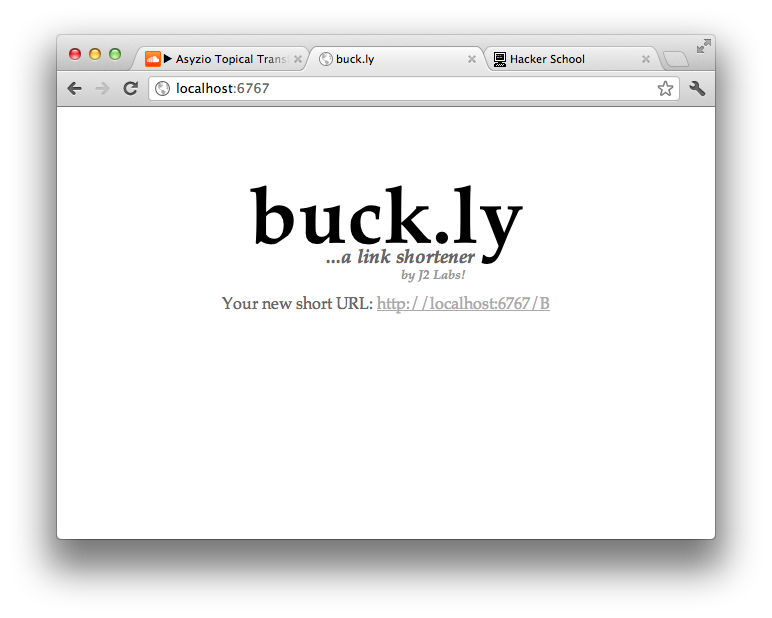 ▶ Asyzio Topical Trans
buck.ly
Hacker School
localhost:6767
buck.ly
...a link shortener
by J2 Labs!
Your new short URL: http://localhost:6767/B